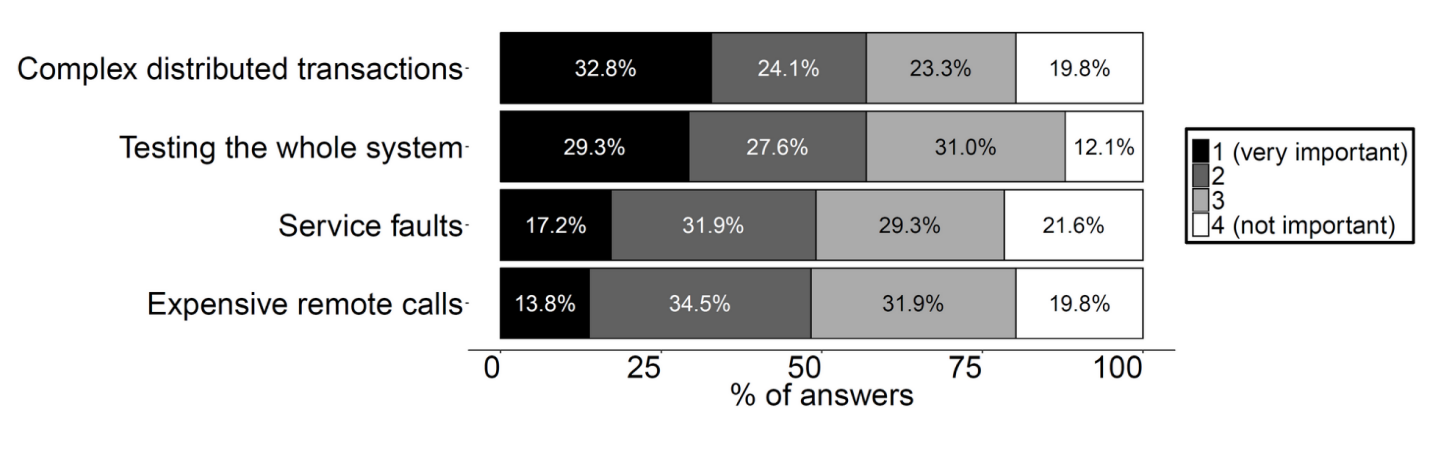 Complex distributed transactions
32.8% 24.1% 23.3% 19.8%
Testing the whole system
29.3% 27.6% 31.0% 12.1%
Service faults
17.2% 31.9% 29.3% 21.6%
Expensive remote calls
13.8% 34.5% 31.9% 19.8%
0 25 50 75 100
% of answers
1 (very important)
2
3
4 (not important)